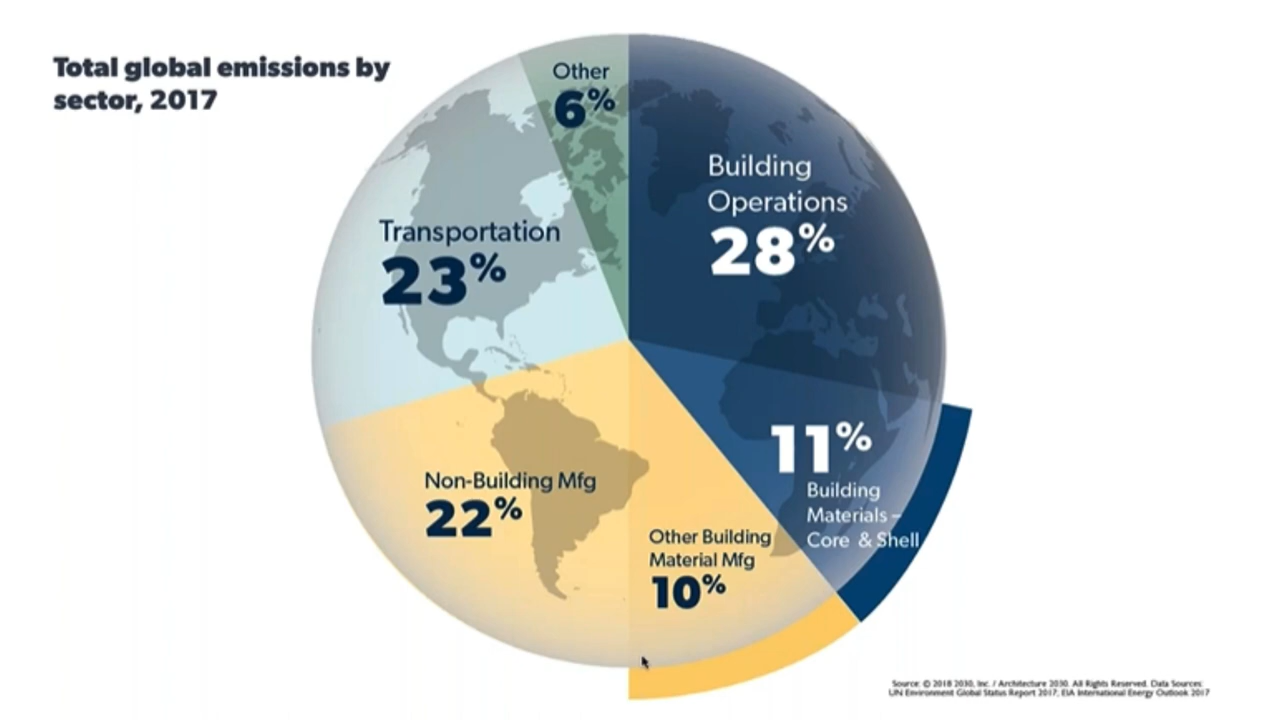 Total global emissions by
sector, 2017
Other
6%
Building
Operations
28%
Transportation
23%
11%
Building
Materials –
Core & Shell
Non-Building Mfg
22%
Other Building
Material Mfg
10%
Source: © 2018 2030, Inc. / Architecture 2030. All Rights Reserved. Data Sources:
UN Environment Global Status Report 2017; EIA International Energy Outlook 2017